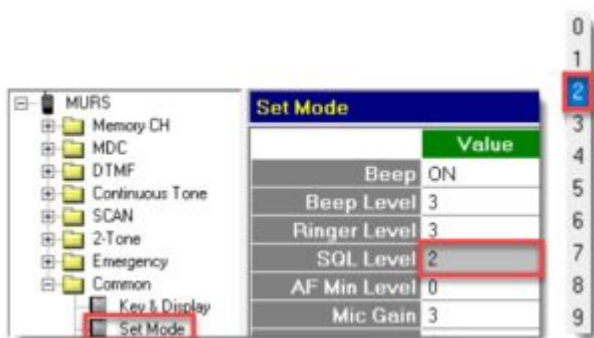 MURS
Memory CH
MDC
DTMF
Continuous Tone
SCAN
2-Tone
Emergency
Common
Key & Display
Set Mode
Set Mode
Value
Beep ON
Beep Level 3
Ringer Level 3
SQL Level 2
AF Min Level 0
Mic Gain 3
0
1
2
3
4
5
6
7
8
9